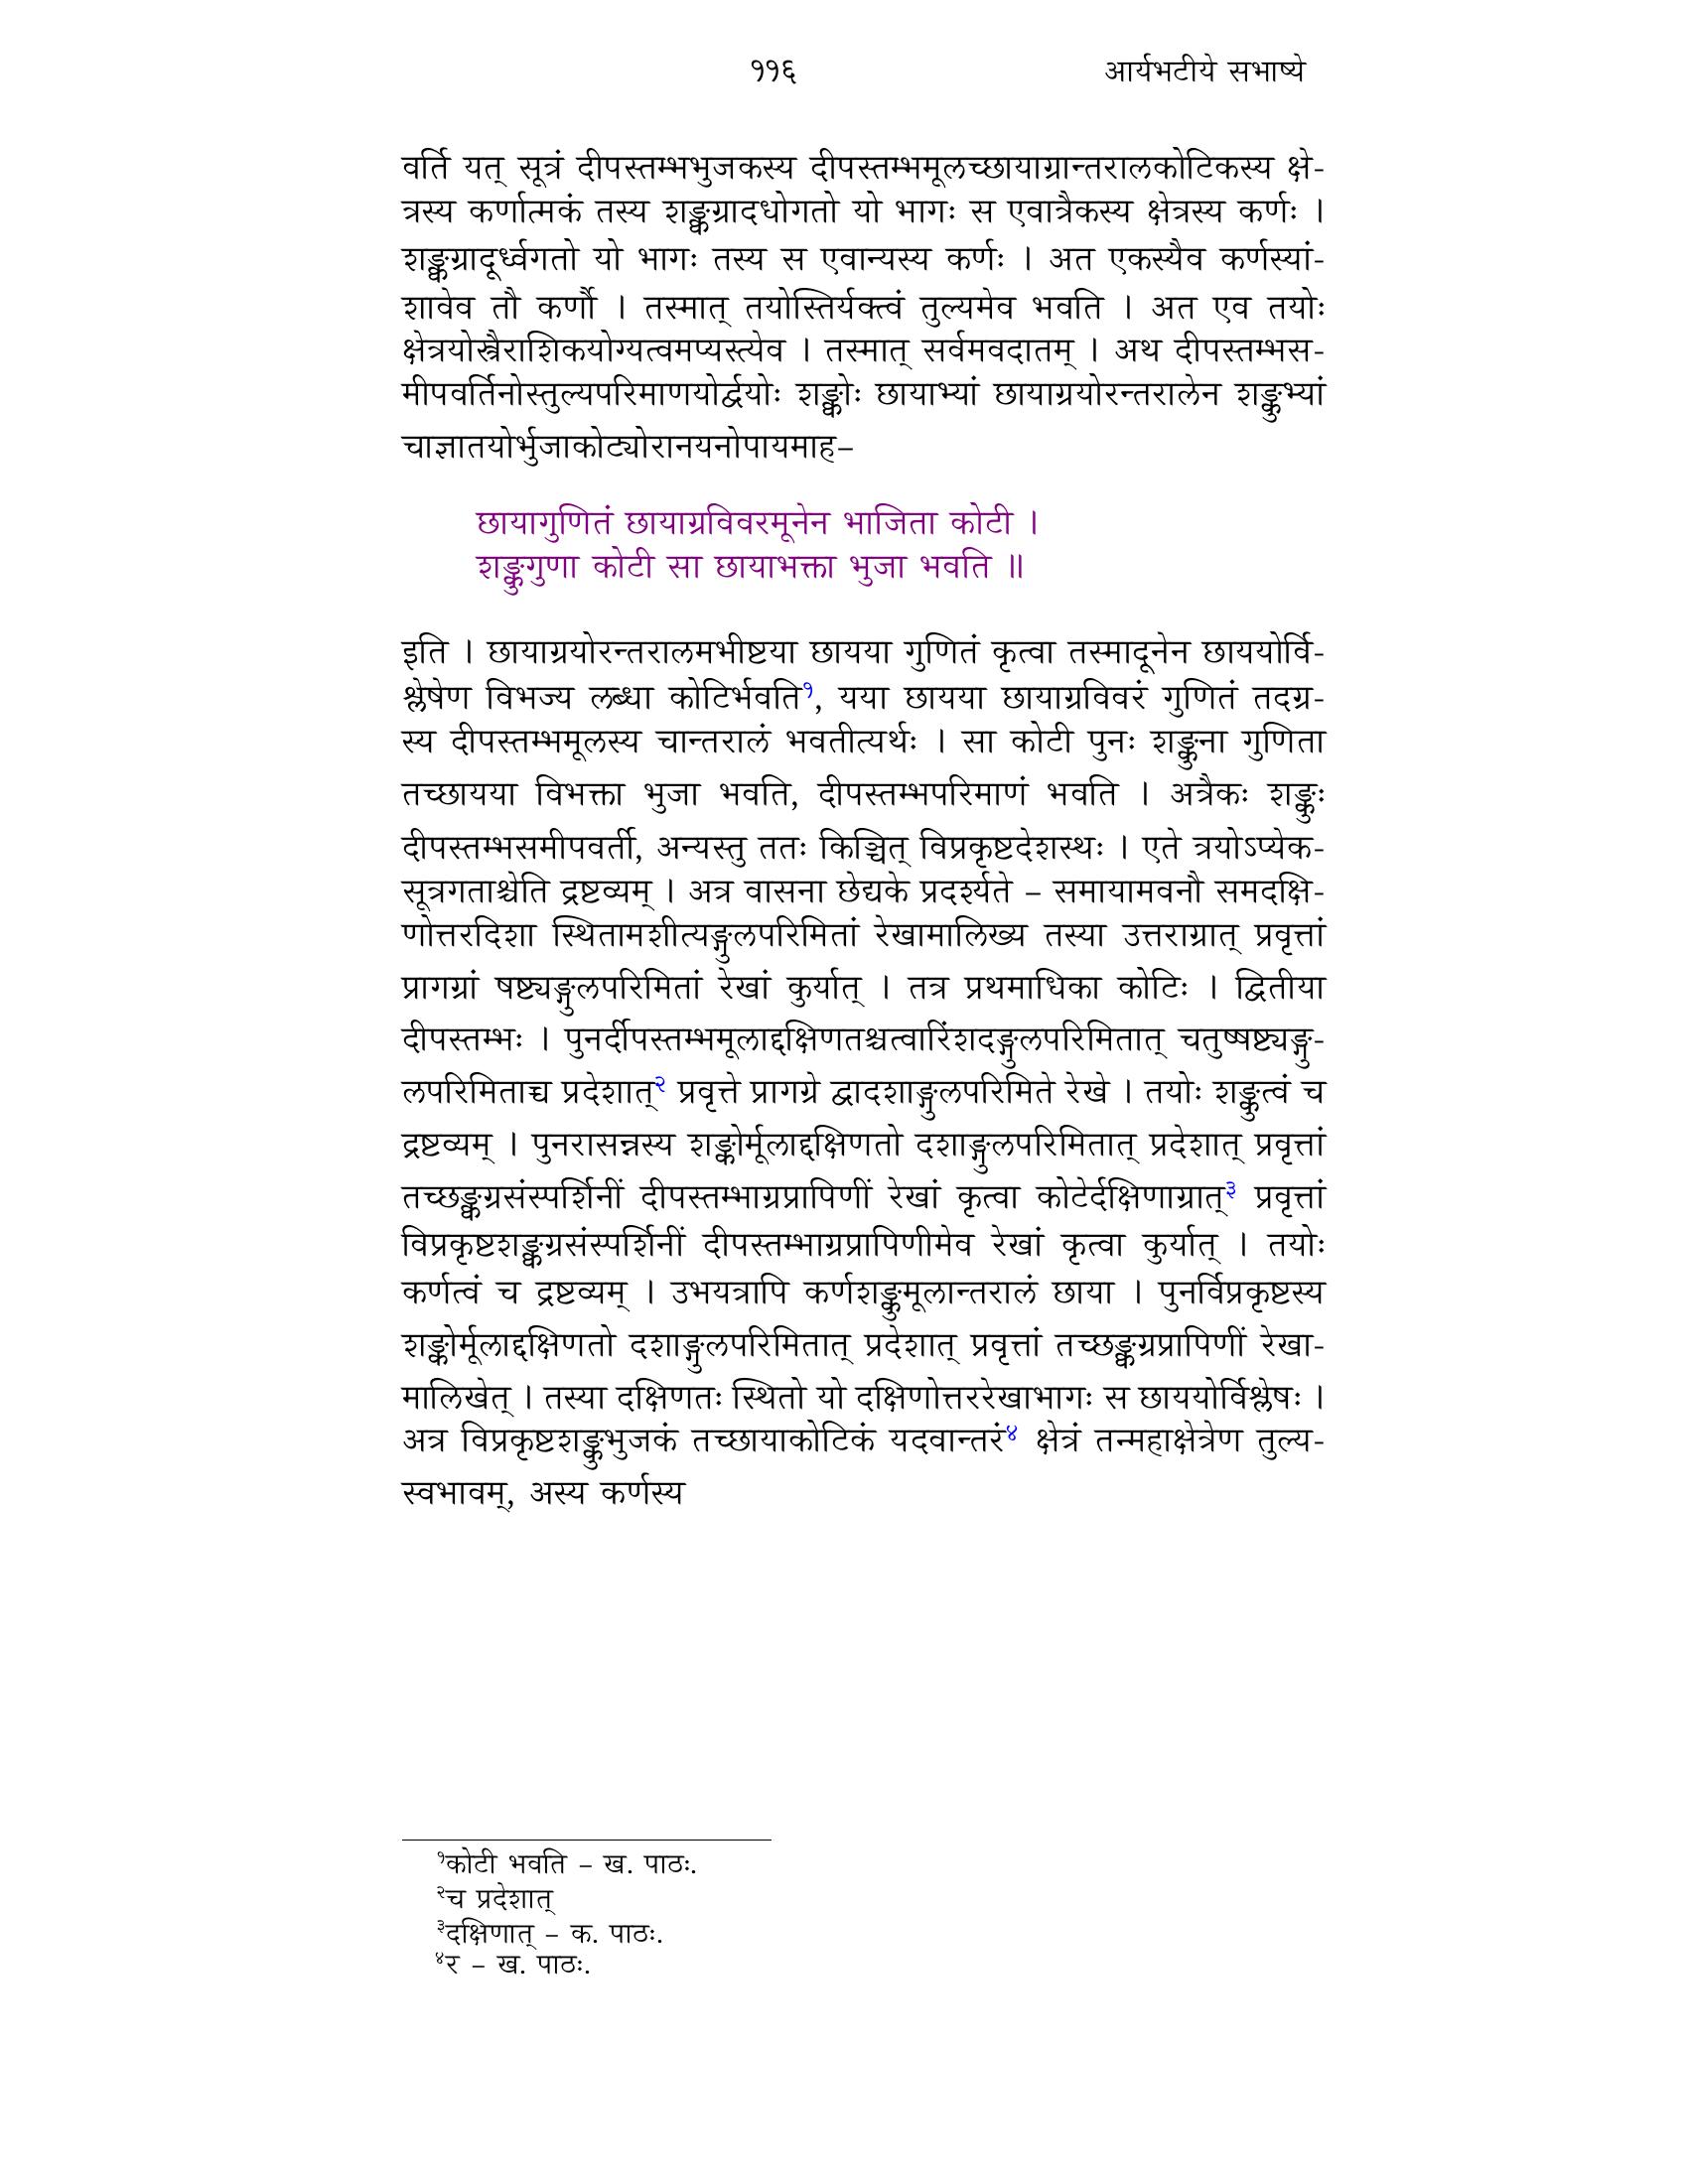 ११६ आर्यभटीये सभाष्ये
वर्ति यत् सूत्रं दीपस्तम्भभुजकस्य दीपस्तम्भमूलच्छायाग्रान्तरालकोटिकस्य क्षे-
त्रस्य कर्णात्मकं तस्य शङ्क्वग्रादधोगतो यो भागः स एवात्रैकस्य क्षेत्रस्य कर्णः ।
शङ्क्वग्रादूर्ध्वगतो यो भागः तस्य स एवान्यस्य कर्णः । अत एकस्यैव कर्णस्यां-
शावेव तौ कर्णौ । तस्मात् तयोस्तिर्यक्त्वं तुल्यमेव भवति । अत एव तयोः
क्षेत्रयोस्त्रैराशिकयोग्यत्वमप्यस्त्येव । तस्मात् सर्वमवदातम् । अथ दीपस्तम्भस-
मीपवर्तिनोस्तुल्यपरिमाणयोर्द्वयोः शङ्क्वोः छायाभ्यां छायाग्रयोरन्तरालेन शङ्कुभ्यां
चाज्ञातयोर्भुजाकोट्योरानयनोपायमाह–
छायागुणितं छायाग्रविवरमूनेन भाजिता कोटी ।
शङ्कुगुणा कोटी सा छायाभक्ता भुजा भवति ॥
इति । छायाग्रयोरन्तरालमभीष्टया छायया गुणितं कृत्वा तस्मादूनेन छाययोर्वि-
श्लेषेण विभज्य लब्धा कोटिर्भवति१, यया छायया छायाग्रविवरं गुणितं तदग्र-
स्य दीपस्तम्भमूलस्य चान्तरालं भवतीत्यर्थः । सा कोटी पुनः शङ्कुना गुणिता
तच्छायया विभक्ता भुजा भवति, दीपस्तम्भपरिमाणं भवति । अत्रैकः शङ्कुः
दीपस्तम्भसमीपवर्ती, अन्यस्तु ततः किञ्चित् विप्रकृष्टदेशस्थः । एते त्रयोऽप्येक-
सूत्रगताश्चेति द्रष्टव्यम् । अत्र वासना छेद्यके प्रदर्श्यते – समायामवनौ समदक्षि-
णोत्तरदिशा स्थितामशीत्यङ्गुलपरिमितां रेखामालिख्य तस्या उत्तराग्रात् प्रवृत्तां
प्रागग्रां षष्ट्यङ्गुलपरिमितां रेखां कुर्यात् । तत्र प्रथमाधिका कोटिः । द्वितीया
दीपस्तम्भः । पुनर्दीपस्तम्भमूलाद्दक्षिणतश्चत्वारिंशदङ्गुलपरिमितात् चतुष्षष्ट्यङ्गु-
लपरिमिताच्च प्रदेशात्२ प्रवृत्ते प्रागग्रे द्वादशाङ्गुलपरिमिते रेखे । तयोः शङ्कुत्वं च
द्रष्टव्यम् । पुनरासन्नस्य शङ्कोर्मूलाद्दक्षिणतो दशाङ्गुलपरिमितात् प्रदेशात् प्रवृत्तां
तच्छङ्क्वग्रसंस्पर्शिनीं दीपस्तम्भाग्रप्रापिणीं रेखां कृत्वा कोटेर्दक्षिणाग्रात्३ प्रवृत्तां
विप्रकृष्टशङ्क्वग्रसंस्पर्शिनीं दीपस्तम्भाग्रप्रापिणीमेव रेखां कृत्वा कुर्यात् । तयोः
कर्णत्वं च द्रष्टव्यम् । उभयत्रापि कर्णशङ्कुमूलान्तरालं छाया । पुनर्विप्रकृष्टस्य
शङ्कोर्मूलाद्दक्षिणतो दशाङ्गुलपरिमितात् प्रदेशात् प्रवृत्तां तच्छङ्क्वग्रप्रापिणीं रेखा-
मालिखेत् । तस्या दक्षिणतः स्थितो यो दक्षिणोत्तररेखाभागः स छाययोर्विश्लेषः ।
अत्र विप्रकृष्टशङ्कुभुजकं तच्छायाकोटिकं यदवान्तरं४ क्षेत्रं तन्महाक्षेत्रेण तुल्य-
स्वभावम्, अस्य कर्णस्य
१कोटी भवति – ख. पाठः.
२च प्रदेशात्
३दक्षिणात् – क. पाठः.
४र – ख. पाठः.